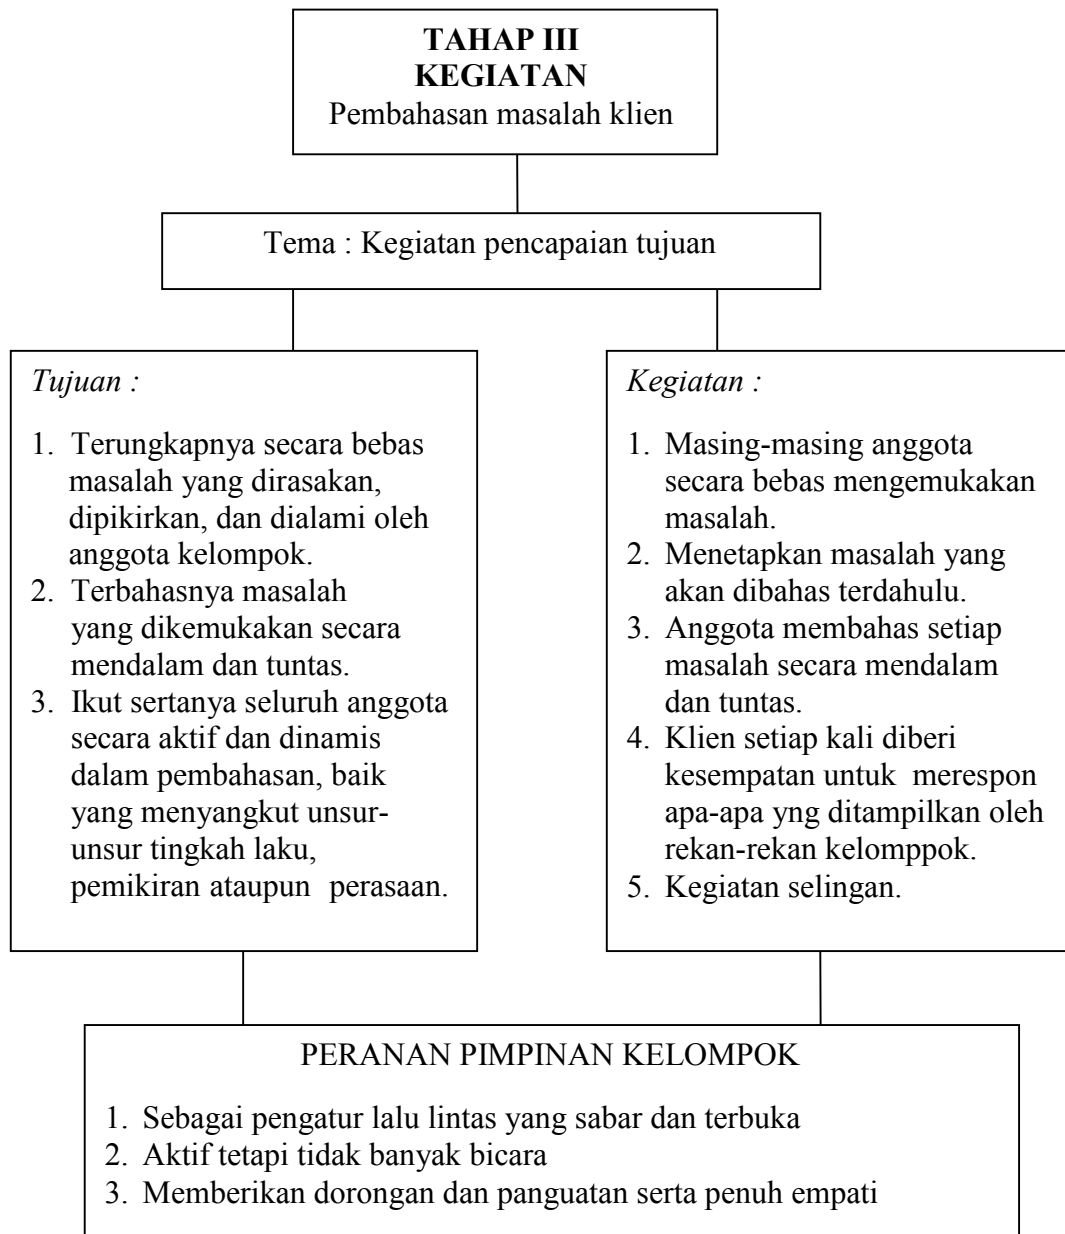 TAHAP III
KEGIATAN
Pembahasan masalah klien
Tema : Kegiatan pencapaian tujuan
Tujuan :
1. Terungkapnya secara bebas
masalah yang dirasakan,
dipikirkan, dan dialami oleh
anggota kelompok.
2. Terbahasnya masalah
yang dikemukakan secara
mendalam dan tuntas.
3. Ikut sertanya seluruh anggota
secara aktif dan dinamis
dalam pembahasan, baik
yang menyangkut unsur-
unsur tingkah laku,
pemikiran ataupun perasaan.
Kegiatan :
1. Masing-masing anggota
secara bebas mengemukakan
masalah.
2. Menetapkan masalah yang
akan dibahas terdahulu.
3. Anggota membahas setiap
masalah secara mendalam
dan tuntas.
4. Klien setiap kali diberi
kesempatan untuk merespon
apa-apa yng ditampilkan oleh
rekan-rekan kelomppok.
5. Kegiatan selingan.
PERANAN PIMPINAN KELOMPOK
1. Sebagai pengatur lalu lintas yang sabar dan terbuka
2. Aktif tetapi tidak banyak bicara
3. Memberikan dorongan dan panguatan serta penuh empati